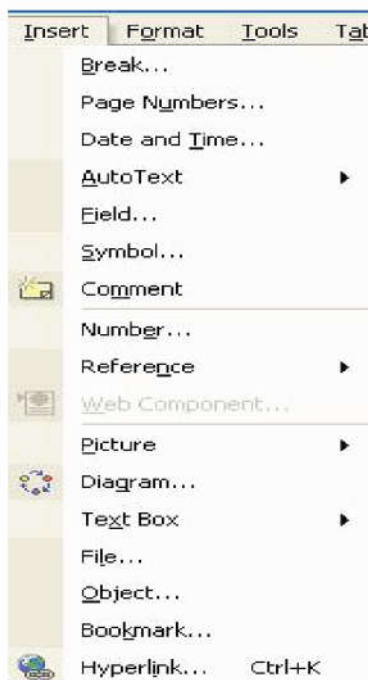 Insert Format Tools Tab
Break...
Page Numbers...
Date and Time...
AutoText
Field...
Symbol...
Comment
Number...
Reference
Web Component...
Picture
Diagram...
Text Box
File...
Object...
Bookmark...
Hyperlink... Ctrl+K